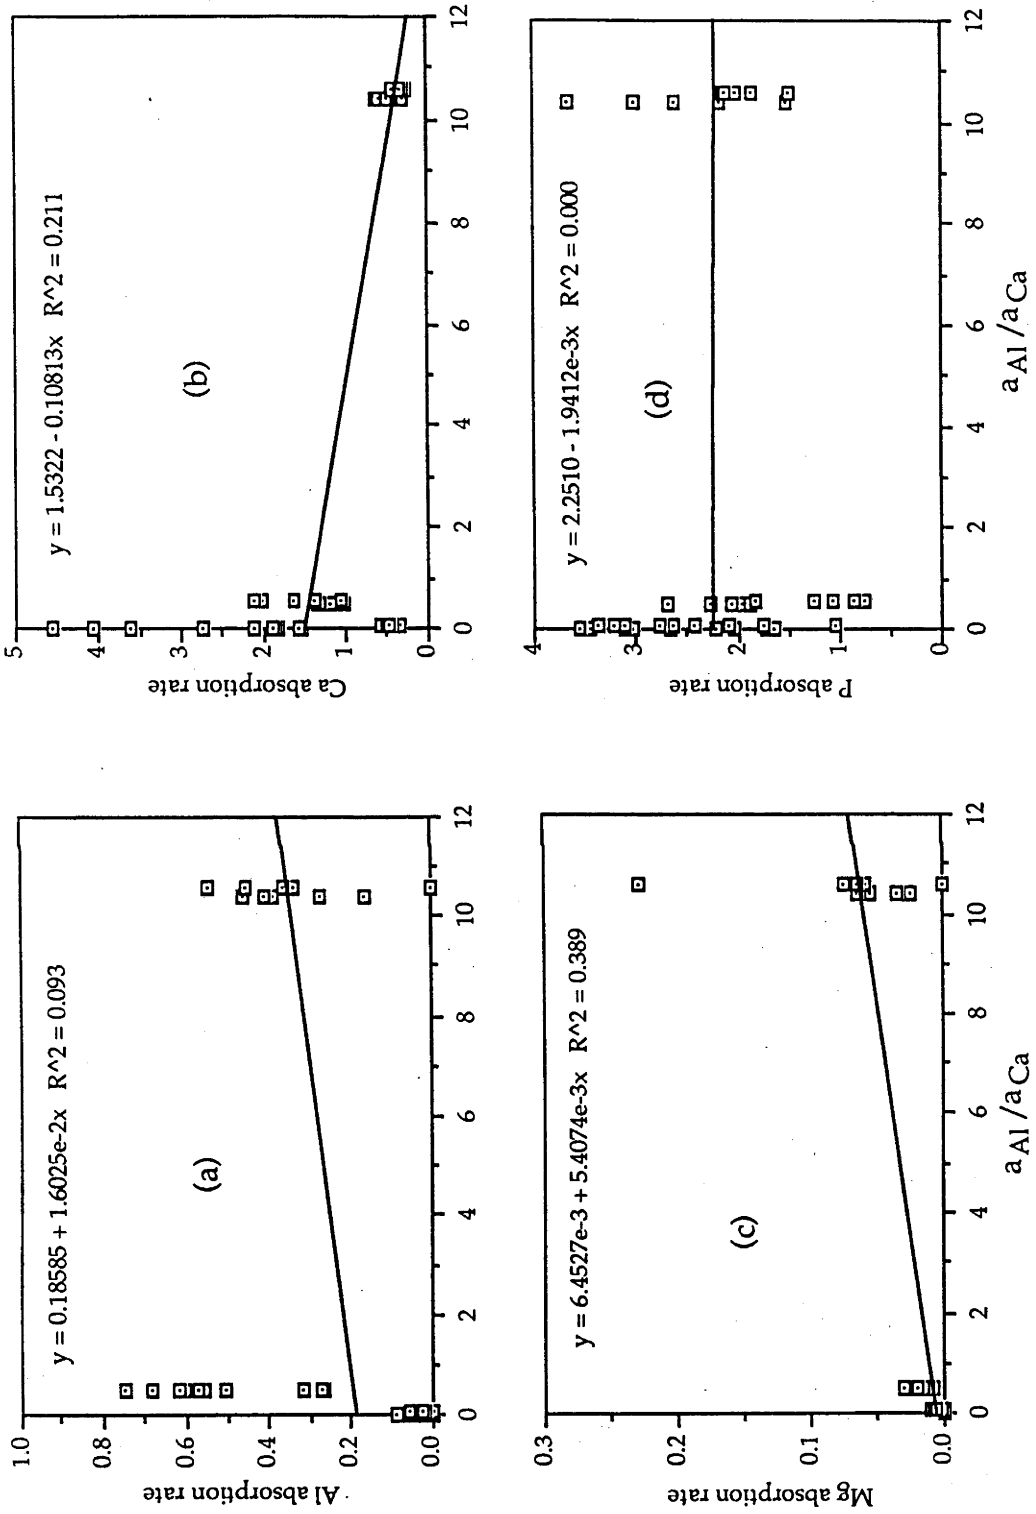 y = 0.18585 + 1.6025e-2x R^2 = 0.093
(a)
Al absorption rate
1.0
0.8
0.6
0.4
0.2
0.0
0 2 4 6 8 10 12
y = 1.5322 - 0.10813x R^2 = 0.211
(b)
Ca absorption rate
5
4
3
2
1
0
0 2 4 6 8 10 12
y = 6.4527e-3 + 5.4074e-3x R^2 = 0.389
(c)
Mg absorption rate
0.3
0.2
0.1
0.0
0 2 4 6 8 10 12
a Al / a Ca
y = 2.2510 - 1.9412e-3x R^2 = 0.000
(d)
P absorption rate
4
3
2
1
0
0 2 4 6 8 10 12
a Al / a Ca